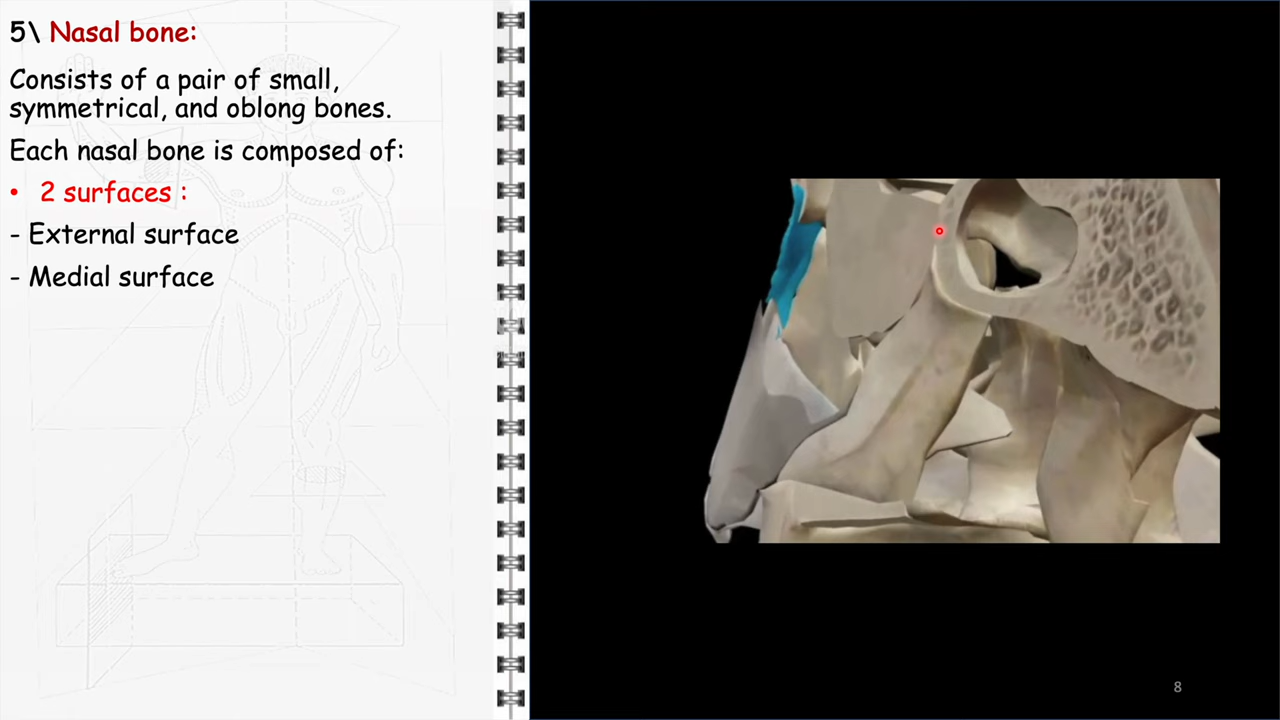 5\ Nasal bone:
Consists of a pair of small,
symmetrical, and oblong bones.
Each nasal bone is composed of:
• 2 surfaces :
- External surface
- Medial surface
8